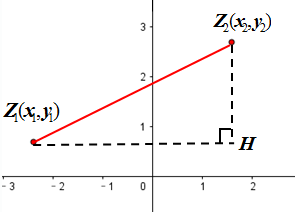 Z₂(x₂,y₂)
3
2
Z₁(x₁,y₁)
1
H
-3 -2 -1 0 1 2